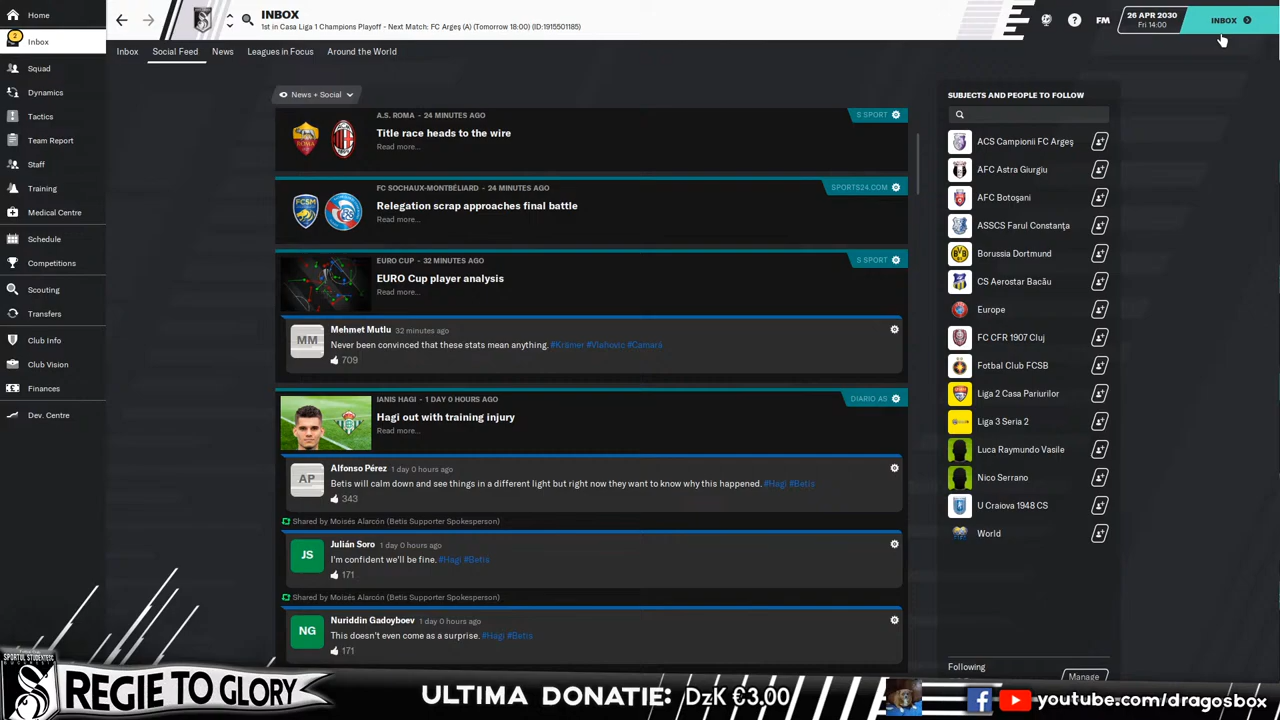 Home
2
Inbox
Squad
Dynamics
Tactics
Team Report
Staff
Training
Medical Centre
Schedule
Competitions
Scouting
Transfers
Club Info
Club Vision
Finances
Dev. Centre
INBOX
1st in Casa Liga 1 Champions Playoff - Next Match: FC Argeş (A) (Tomorrow 18:00) (ID:1915501185)
FM
26 APR 2030
Fri 14:00
INBOX
Inbox Social Feed News Leagues in Focus Around the World
News + Social
A.S. ROMA - 24 MINUTES AGO
S SPORT
Title race heads to the wire
Read more...
FC SOCHAUX-MONTBÉLIARD - 24 MINUTES AGO
SPORTS24.COM
Relegation scrap approaches final battle
Read more...
EURO CUP - 32 MINUTES AGO
S SPORT
EURO Cup player analysis
Read more...
MM
Mehmet Mutlu 32 minutes ago
Never been convinced that these stats mean anything. #Krämer #Vlahovic #Camará
709
IANIS HAGI - 1 DAY 0 HOURS AGO
DIARIO AS
Hagi out with training injury
Read more...
AP
Alfonso Pérez 1 day 0 hours ago
Betis will calm down and see things in a different light but right now they want to know why this happened. #Hagi #Betis
343
Shared by Moisés Alarcón (Betis Supporter Spokesperson)
JS
Julián Soro 1 day 0 hours ago
I'm confident we'll be fine. #Hagi #Betis
171
Shared by Moisés Alarcón (Betis Supporter Spokesperson)
NG
Nuriddin Gadoyboev 1 day 0 hours ago
This doesn't even come as a surprise. #Hagi #Betis
171
SUBJECTS AND PEOPLE TO FOLLOW
ACS Campionii FC Argeş
AFC Astra Giurgiu
AFC Botoşani
ASSCS Farul Constanţa
Borussia Dortmund
CS Aerostar Bacău
Europe
FC CFR 1907 Cluj
Fotbal Club FCSB
Liga 2 Casa Pariurilor
Liga 3 Seria 2
Luca Raymundo Vasile
Nico Serrano
U Craiova 1948 CS
World
Following
Manage
SPORTUL STUDENTESC
BUCURESTI
REGIE TO GLORY
ULTIMA DONATIE: DzK €3.00
youtube.com/dragosbox